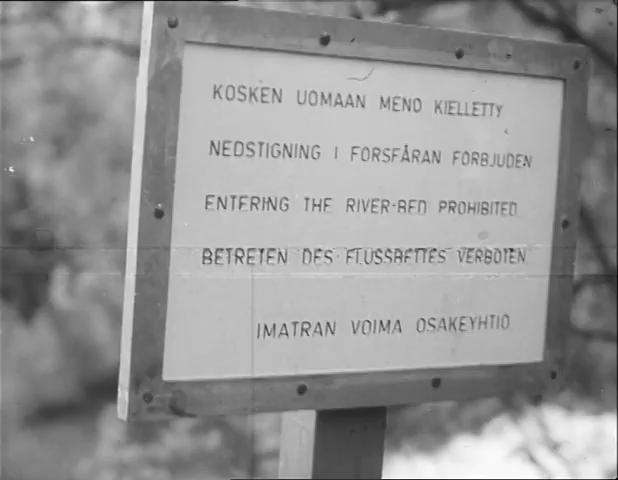 KOSKEN UOMAAN MENO KIELLETTY
NEDSTIGNING I FORSFÅRAN FÖRBJUDEN
ENTERING THE RIVER-BED PROHIBITED
BETRETEN DES FLUSSBETTES VERBOTEN
IMATRAN VOIMA OSAKEYHTIÖ